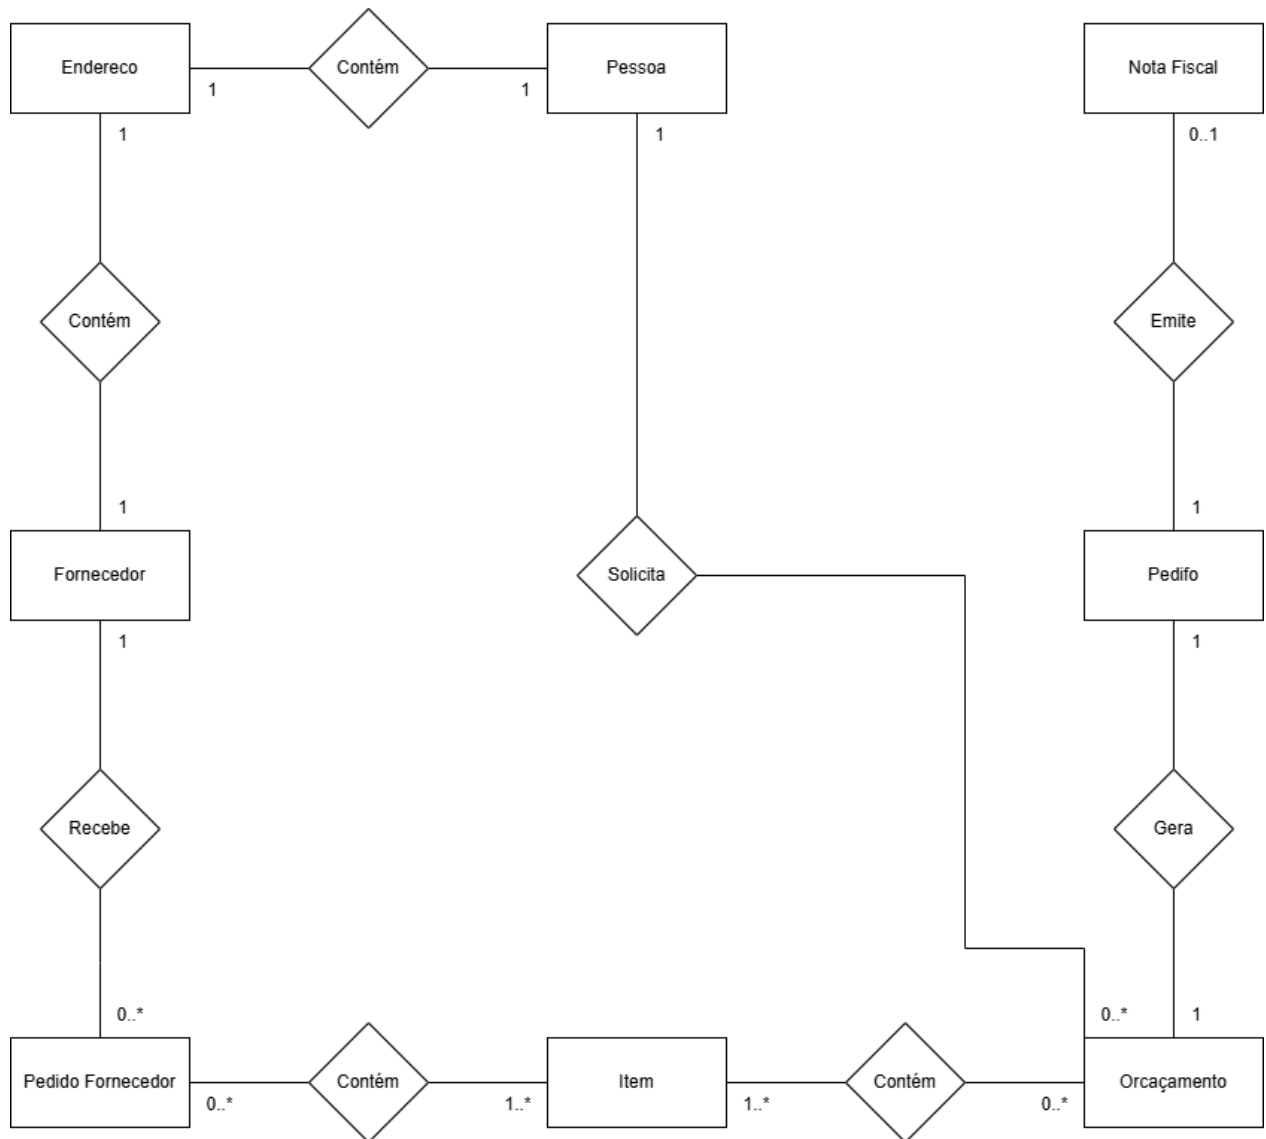 Endereco
Contém
Pessoa
Nota Fiscal
1
1
1
1
0..1
Contém
Emite
1
1
Fornecedor
Solicita
Pedifo
1
1
Recebe
Gera
0..*
0..*
1
Pedido Fornecedor
Contém
Item
Contém
Orcaçamento
0..*
1..*
1..*
0..*